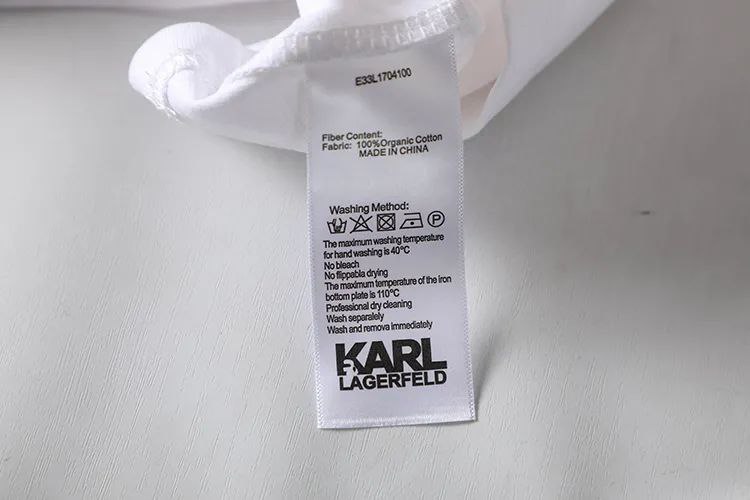 E33L1704100
Fiber Content:
Fabric: 100%Organic Cotton
MADE IN CHINA
Washing Method:
P
The maximum washing temperature
for hand washing is 40°C
No bleach
No flippable drying
The maximum temperature of the iron
bottom plate is 110°C
Professional dry cleaning
Wash separately
Wash and remova immediately
KARL
LAGERFELD